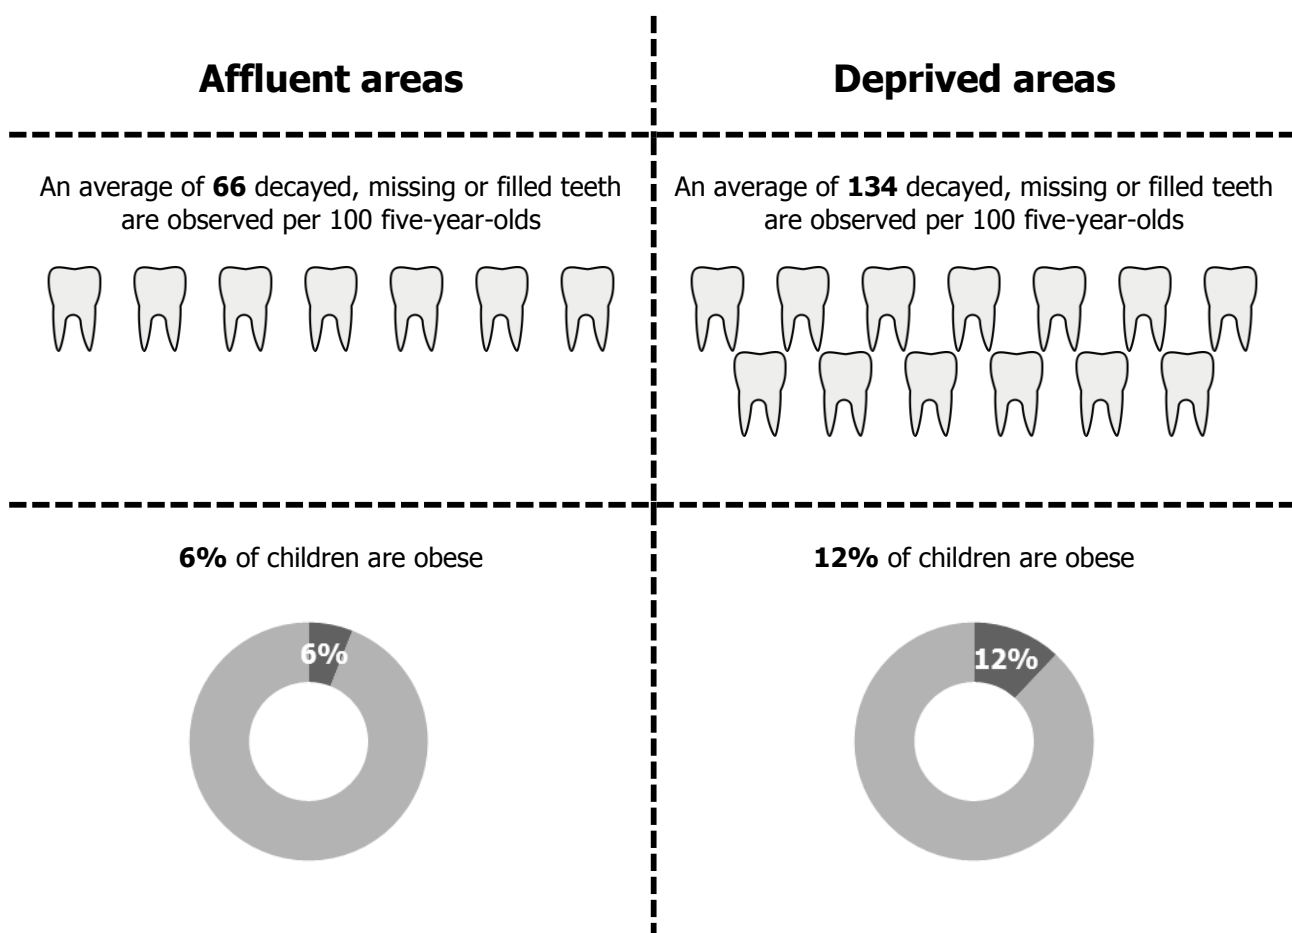 Affluent areas
Deprived areas
An average of 66 decayed, missing or filled teeth
are observed per 100 five-year-olds
An average of 134 decayed, missing or filled teeth
are observed per 100 five-year-olds
6% of children are obese
12% of children are obese
6%
12%